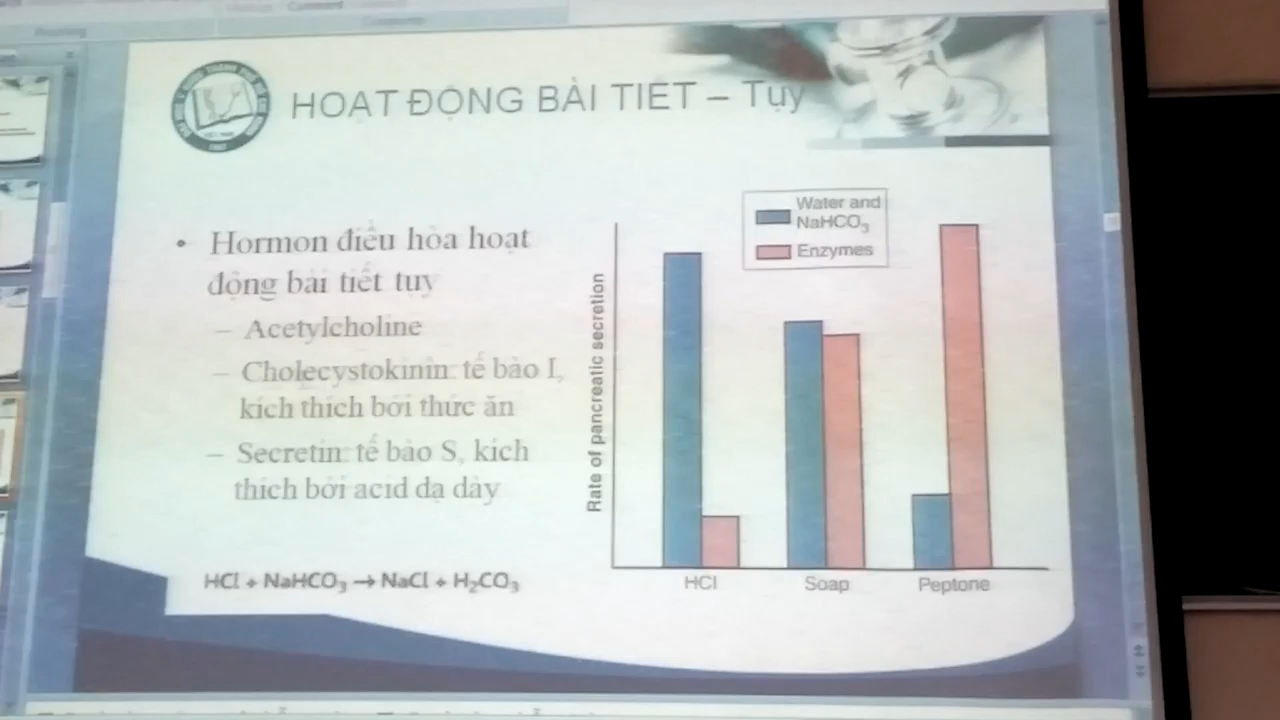 Comment
Comments
HOẠT ĐỘNG BÀI TIẾT – Tụy
• Hormon điều hòa hoạt
động bài tiết tụy
– Acetylcholine
– Cholecystokinin: tế bào I,
kích thích bởi thức ăn
– Secretin: tế bào S, kích
thích bởi acid dạ dày
HCl + NaHCO₃ → NaCl + H₂CO₃
Water and
NaHCO₃
Enzymes
Rate of pancreatic secretion
HCl
Soap
Peptone